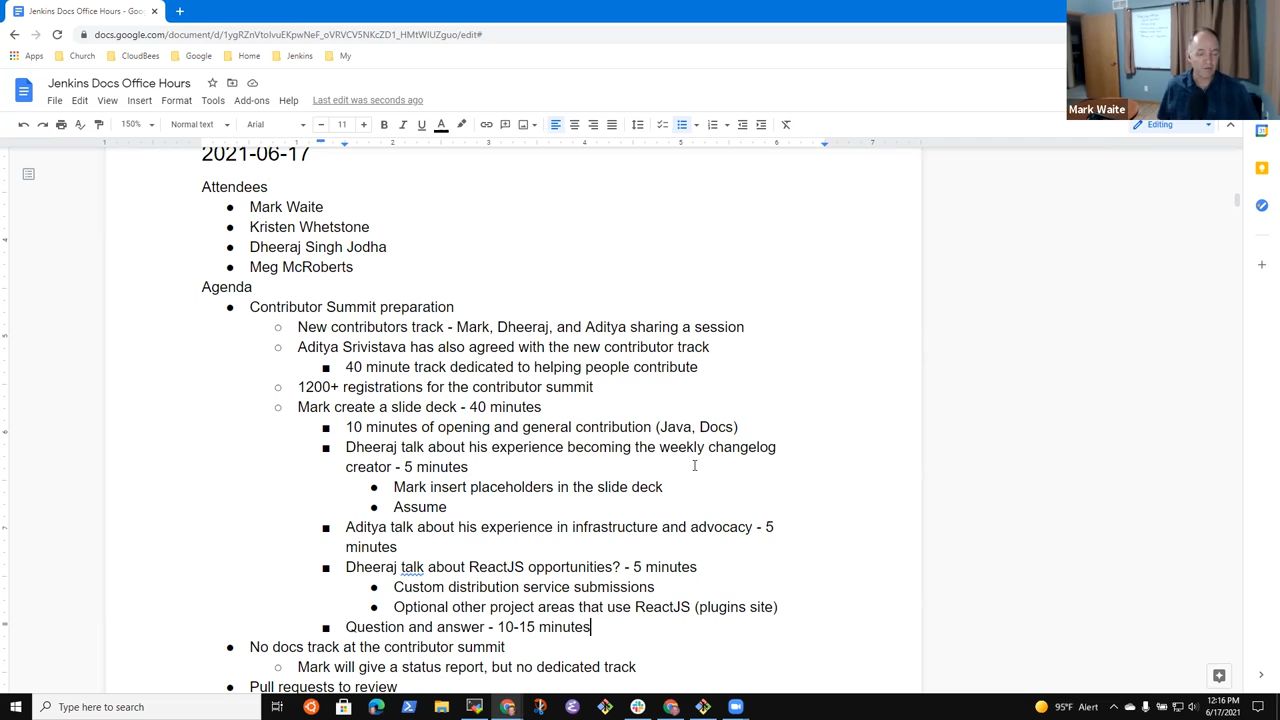 Jenkins Docs Office Hours - Goo
docs.google.com/document/d/
Apps
Church
CloudBees
Google
Home
Jenkins
My
Jenkins Docs Office Hours
File Edit View Insert Format Tools Add-ons Help Last edit was seconds ago
150% Normal text Arial 11 Editing
Mark Waite
1 1 2 3 4 5 6 7
2021-06-17
Attendees
● Mark Waite
● Kristen Whetstone
● Dheeraj Singh Jodha
● Meg McRoberts
Agenda
● Contributor Summit preparation
○ New contributors track - Mark, Dheeraj, and Aditya sharing a session
○ Aditya Srivistava has also agreed with the new contributor track
■ 40 minute track dedicated to helping people contribute
○ 1200+ registrations for the contributor summit
○ Mark create a slide deck - 40 minutes
■ 10 minutes of opening and general contribution (Java, Docs)
■ Dheeraj talk about his experience becoming the weekly changelog
creator - 5 minutes
● Mark insert placeholders in the slide deck
● Assume
■ Aditya talk about his experience in infrastructure and advocacy - 5
minutes
■ Dheeraj talk about ReactJS opportunities? - 5 minutes
● Custom distribution service submissions
● Optional other project areas that use ReactJS (plugins site)
■ Question and answer - 10-15 minutes
● No docs track at the contributor summit
○ Mark will give a status report, but no dedicated track
● Pull requests to review
Type here to search
95°F Alert
12:16 PM
6/17/2021